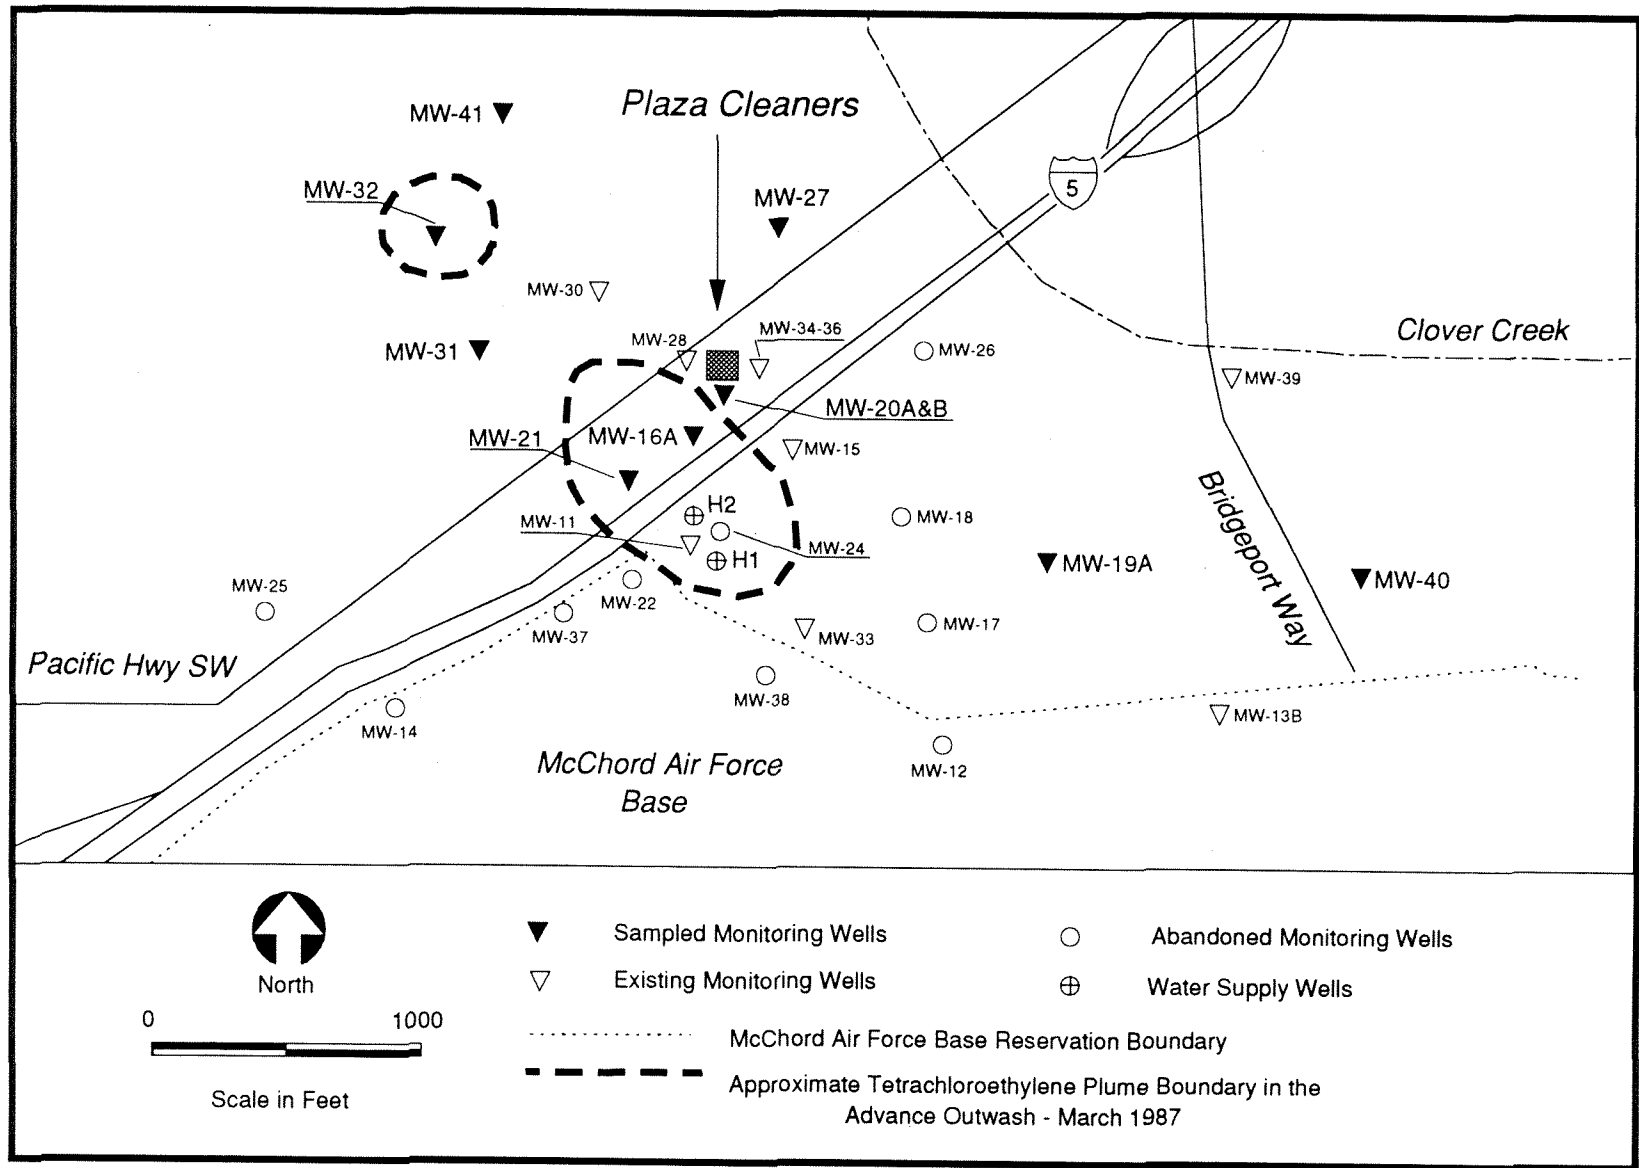 MW-41
Plaza Cleaners
MW-32
5
MW-27
MW-30
MW-28
MW-34-36
Clover Creek
MW-31
MW-26
MW-39
MW-20A&B
MW-21
MW-16A
MW-15
Bridgeport Way
H2
MW-11
MW-18
MW-24
H1
MW-19A
MW-40
MW-25
MW-22
MW-37
MW-33
MW-17
Pacific Hwy SW
MW-38
MW-14
MW-13B
McChord Air Force
Base
MW-12
North
0 1000
Scale in Feet
Sampled Monitoring Wells
Existing Monitoring Wells
Abandoned Monitoring Wells
Water Supply Wells
McChord Air Force Base Reservation Boundary
Approximate Tetrachloroethylene Plume Boundary in the
Advance Outwash - March 1987